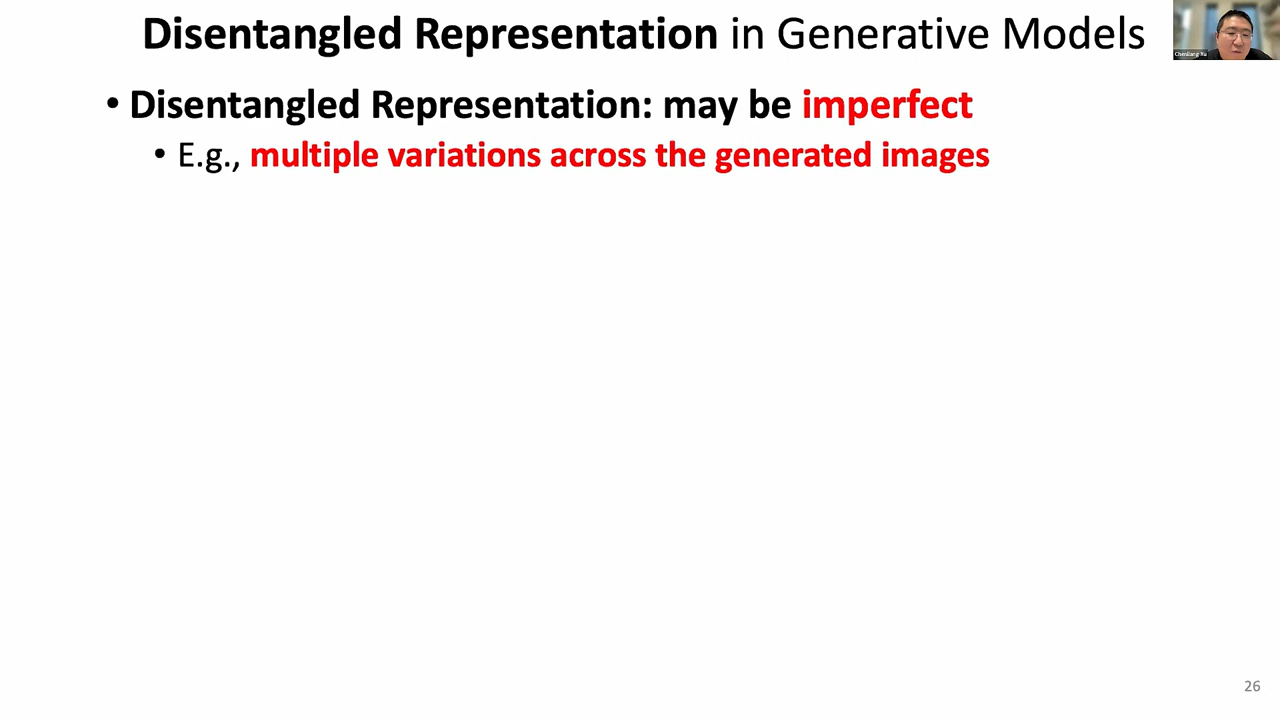 Disentangled Representation in Generative Models
• Disentangled Representation: may be imperfect
• E.g., multiple variations across the generated images
26